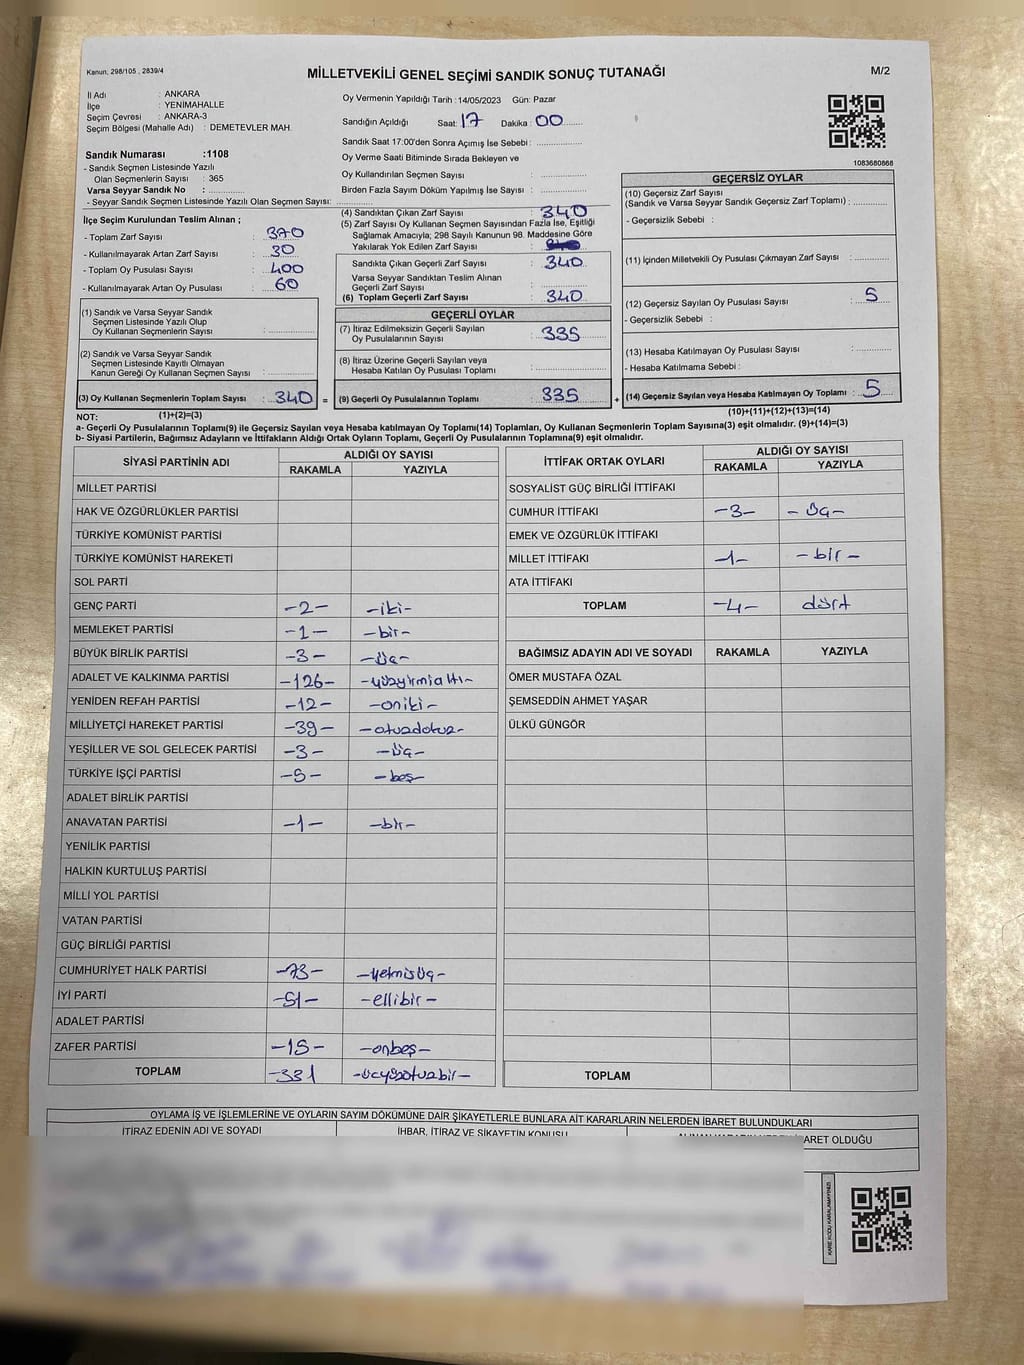 Kanun; 298/105 , 2839/4
MİLLETVEKİLİ GENEL SEÇİMİ SANDIK SONUÇ TUTANAĞI
M/2
İl Adı : ANKARA
İlçe : YENİMAHALLE
Seçim Çevresi : ANKARA-3
Seçim Bölgesi (Mahalle Adı) : DEMETEVLER MAH.
Sandık Numarası :1108
- Sandık Seçmen Listesinde Yazılı
Olan Seçmenlerin Sayısı : 365
Varsa Seyyar Sandık No :
- Seyyar Sandık Seçmen Listesinde Yazılı Olan Seçmen Sayısı:
İlçe Seçim Kurulundan Teslim Alınan ;
- Toplam Zarf Sayısı : 370
- Kullanılmayarak Artan Zarf Sayısı : 30
- Toplam Oy Pusulası Sayısı : 400
- Kullanılmayarak Artan Oy Pusulası : 60
(1) Sandık ve Varsa Seyyar Sandık
Seçmen Listesinde Yazılı Olup
Oy Kullanan Seçmenlerin Sayısı :
(2) Sandık ve Varsa Seyyar Sandık
Seçmen Listesinde Kayıtlı Olmayan
Kanun Gereği Oy Kullanan Seçmen Sayısı :
(3) Oy Kullanan Seçmenlerin Toplam Sayısı : 340 =
Oy Vermenin Yapıldığı Tarih : 14/05/2023 Gün: Pazar
Sandığın Açıldığı Saat: 17 Dakika : 00
Sandık Saat 17:00'den Sonra Açımış İse Sebebi :
Oy Verme Saati Bitiminde Sırada Bekleyen ve
Oy Kullandırılan Seçmen Sayısı :
Birden Fazla Sayım Döküm Yapılmış İse Sayısı :
(4) Sandıktan Çıkan Zarf Sayısı : 340
(5) Zarf Sayısı Oy Kullanan Seçmen Sayısından Fazla İse, Eşitliği
Sağlamak Amacıyla; 298 Sayılı Kanunun 98. Maddesine Göre
Yakılarak Yok Edilen Zarf Sayısı :
Sandıkta Çıkan Geçerli Zarf Sayısı : 340
Varsa Seyyar Sandıktan Teslim Alınan
Geçerli Zarf Sayısı :
(6) Toplam Geçerli Zarf Sayısı : 340
GEÇERLİ OYLAR
(7) İtiraz Edilmeksizin Geçerli Sayılan
Oy Pusulalarının Sayısı : 335
(8) İtiraz Üzerine Geçerli Sayılan veya
Hesaba Katılan Oy Pusulası Toplamı :
(9) Geçerli Oy Pusulalarının Toplamı : 335 +
1083680868
GEÇERSİZ OYLAR
(10) Geçersiz Zarf Sayısı
(Sandık ve Varsa Seyyar Sandık Geçersiz Zarf Toplamı) :
- Geçersizlik Sebebi :
(11) İçinden Milletvekili Oy Pusulası Çıkmayan Zarf Sayısı :
(12) Geçersiz Sayılan Oy Pusulası Sayısı : 5
- Geçersizlik Sebebi :
(13) Hesaba Katılmayan Oy Pusulası Sayısı :
- Hesaba Katılmama Sebebi :
(14) Geçersiz Sayılan veya Hesaba Katılmayan Oy Toplamı : 5
NOT: (1)+(2)=(3) (10)+(11)+(12)+(13)=(14)
a- Geçerli Oy Pusulalarının Toplamı(9) ile Geçersiz Sayılan veya Hesaba katılmayan Oy Toplamı(14) Toplamları, Oy Kullanan Seçmenlerin Toplam Sayısına(3) eşit olmalıdır. (9)+(14)=(3)
b- Siyasi Partilerin, Bağımsız Adayların ve İttifakların Aldığı Ortak Oyların Toplamı, Geçerli Oy Pusulalarının Toplamına(9) eşit olmalıdır.
SİYASİ PARTİNİN ADI ALDIĞI OY SAYISI
RAKAMLA YAZIYLA
MİLLET PARTİSİ
HAK VE ÖZGÜRLÜKLER PARTİSİ
TÜRKİYE KOMÜNİST PARTİSİ
TÜRKİYE KOMÜNİST HAREKETİ
SOL PARTİ
GENÇ PARTİ -2- -iki-
MEMLEKET PARTİSİ -1- -bir-
BÜYÜK BİRLİK PARTİSİ -3- -üç-
ADALET VE KALKINMA PARTİSİ -126- -yüzyirmialtı-
YENİDEN REFAH PARTİSİ -12- -oniki-
MİLLİYETÇİ HAREKET PARTİSİ -39- -otuzdokuz-
YEŞİLLER VE SOL GELECEK PARTİSİ -3- -üç-
TÜRKİYE İŞÇİ PARTİSİ -5- -beş-
ADALET BİRLİK PARTİSİ
ANAVATAN PARTİSİ -1- -bir-
YENİLİK PARTİSİ
HALKIN KURTULUŞ PARTİSİ
MİLLİ YOL PARTİSİ
VATAN PARTİSİ
GÜÇ BİRLİĞİ PARTİSİ
CUMHURİYET HALK PARTİSİ -73- -yetmişüç-
İYİ PARTİ -51- -ellibir-
ADALET PARTİSİ
ZAFER PARTİSİ -15- -onbeş-
TOPLAM -331 -üçyüzotuzbir-
İTTİFAK ORTAK OYLARI ALDIĞI OY SAYISI
RAKAMLA YAZIYLA
SOSYALİST GÜÇ BİRLİĞİ İTTİFAKI
CUMHUR İTTİFAKI -3- -üç-
EMEK VE ÖZGÜRLÜK İTTİFAKI
MİLLET İTTİFAKI -1- -bir-
ATA İTTİFAKI
TOPLAM -4- dört
BAĞIMSIZ ADAYIN ADI VE SOYADI RAKAMLA YAZIYLA
ÖMER MUSTAFA ÖZAL
ŞEMSEDDİN AHMET YAŞAR
ÜLKÜ GÜNGÖR
TOPLAM
OYLAMA İŞ VE İŞLEMLERİNE VE OYLARIN SAYIM DÖKÜMÜNE DAİR ŞİKAYETLERLE BUNLARA AİT KARARLARIN NELERDEN İBARET BULUNDUKLARI
İTİRAZ EDENİN ADI VE SOYADI İHBAR, İTİRAZ VE ŞİKAYETİN KONUSU ALINAN KARARIN NEDEN İBARET OLDUĞU
KARE KODU KARALAMAYINIZ!